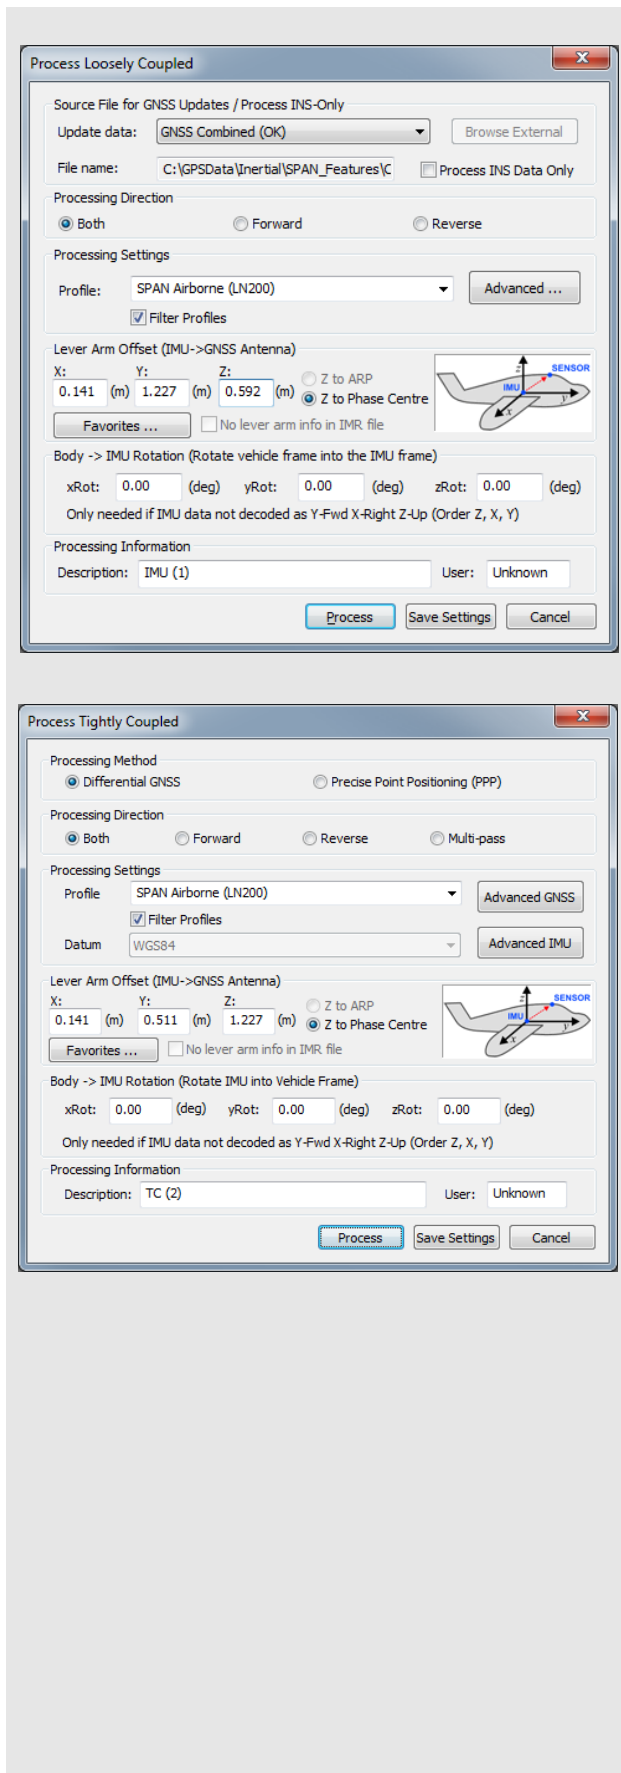 Process Loosely Coupled
Source File for GNSS Updates / Process INS-Only
Update data: GNSS Combined (OK) Browse External
File name: C:\GPSData\Inertial\SPAN_Features\C Process INS Data Only
Processing Direction
Both Forward Reverse
Processing Settings
Profile: SPAN Airborne (LN200) Advanced ...
Filter Profiles
Lever Arm Offset (IMU->GNSS Antenna)
X: Y: Z:
0.141 (m) 1.227 (m) 0.592 (m) Z to ARP
Z to Phase Centre
z SENSOR
IMU y
x
Favorites ... No lever arm info in IMR file
Body -> IMU Rotation (Rotate vehicle frame into the IMU frame)
xRot: 0.00 (deg) yRot: 0.00 (deg) zRot: 0.00 (deg)
Only needed if IMU data not decoded as Y-Fwd X-Right Z-Up (Order Z, X, Y)
Processing Information
Description: IMU (1) User: Unknown
Process Save Settings Cancel
Process Tightly Coupled
Processing Method
Differential GNSS Precise Point Positioning (PPP)
Processing Direction
Both Forward Reverse Multi-pass
Processing Settings
Profile SPAN Airborne (LN200) Advanced GNSS
Filter Profiles
Datum WGS84 Advanced IMU
Lever Arm Offset (IMU->GNSS Antenna)
X: Y: Z:
0.141 (m) 0.511 (m) 1.227 (m) Z to ARP
Z to Phase Centre
z SENSOR
IMU y
x
Favorites ... No lever arm info in IMR file
Body -> IMU Rotation (Rotate IMU into Vehicle Frame)
xRot: 0.00 (deg) yRot: 0.00 (deg) zRot: 0.00 (deg)
Only needed if IMU data not decoded as Y-Fwd X-Right Z-Up (Order Z, X, Y)
Processing Information
Description: TC (2) User: Unknown
Process Save Settings Cancel